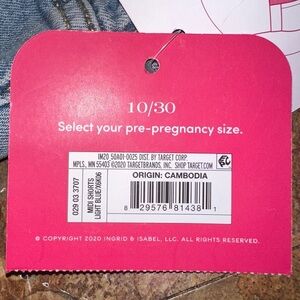 10/30
Select your pre-pregnancy size.
IM20 50A01-0025 DIST. BY TARGET CORP.
MPLS, MN 55403 ©2020 TARGETBRANDS, INC. SHOP TARGET.COM
029 03 3707
MIDI SHORTS
LIGHT BLUE/X6R06
ORIGIN: CAMBODIA
8 29576 81438 1
© COPYRIGHT 2020 INGRID & ISABEL, LLC. ALL RIGHTS RESERVED.